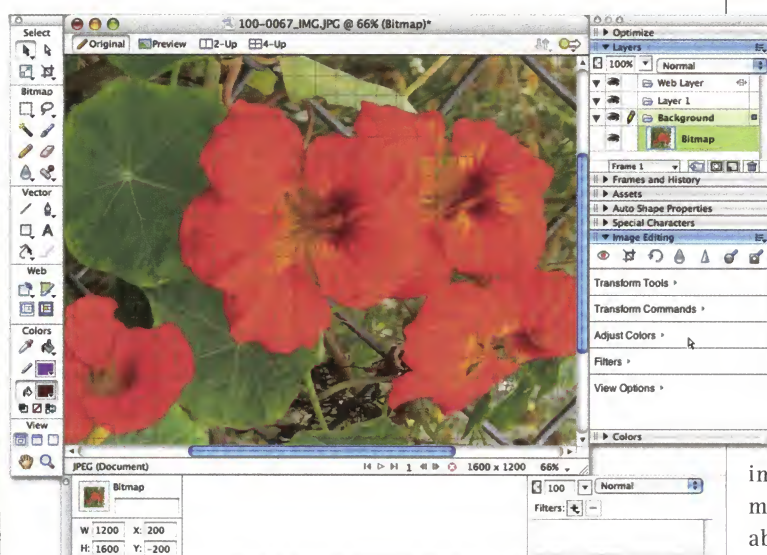 Select
Bitmap
Vector
A
Web
Colors
View
100-0067_IMG.JPG @ 66% (Bitmap)*
Original Preview 2-Up 4-Up
JPEG (Document) 1 1600 x 1200 66%
Bitmap
W 1200 X: 200
H: 1600 Y: -200
100 Normal
Filters: + -
Optimize
Layers
100% Normal
Web Layer
Layer 1
Background
Bitmap
Frame 1
Frames and History
Assets
Auto Shape Properties
Special Characters
Image Editing
Transform Tools
Transform Commands
Adjust Colors
Filters
View Options
Colors